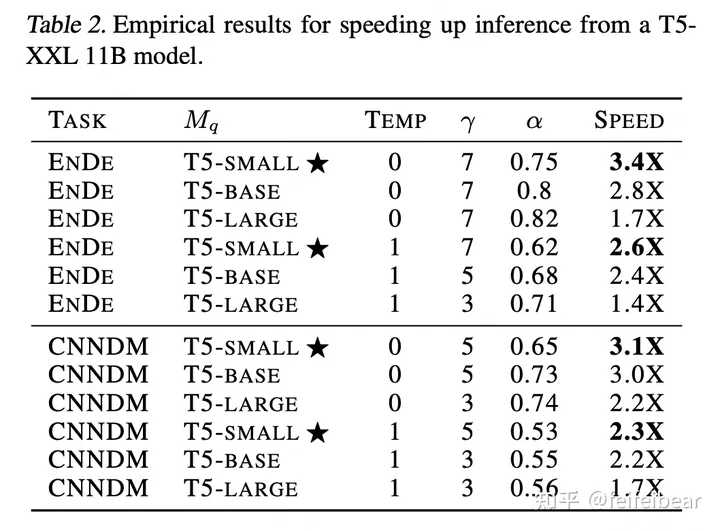 Table 2. Empirical results for speeding up inference from a T5-
XXL 11B model.
TASK Mq TEMP γ α SPEED
ENDE T5-SMALL ★ 0 7 0.75 3.4X
ENDE T5-BASE 0 7 0.8 2.8X
ENDE T5-LARGE 0 7 0.82 1.7X
ENDE T5-SMALL ★ 1 7 0.62 2.6X
ENDE T5-BASE 1 5 0.68 2.4X
ENDE T5-LARGE 1 3 0.71 1.4X
CNNDM T5-SMALL ★ 0 5 0.65 3.1X
CNNDM T5-BASE 0 5 0.73 3.0X
CNNDM T5-LARGE 0 3 0.74 2.2X
CNNDM T5-SMALL ★ 1 5 0.53 2.3X
CNNDM T5-BASE 1 3 0.55 2.2X
CNNDM T5-LARGE 1 3 0.56 1.7X
知乎 @feifeibear